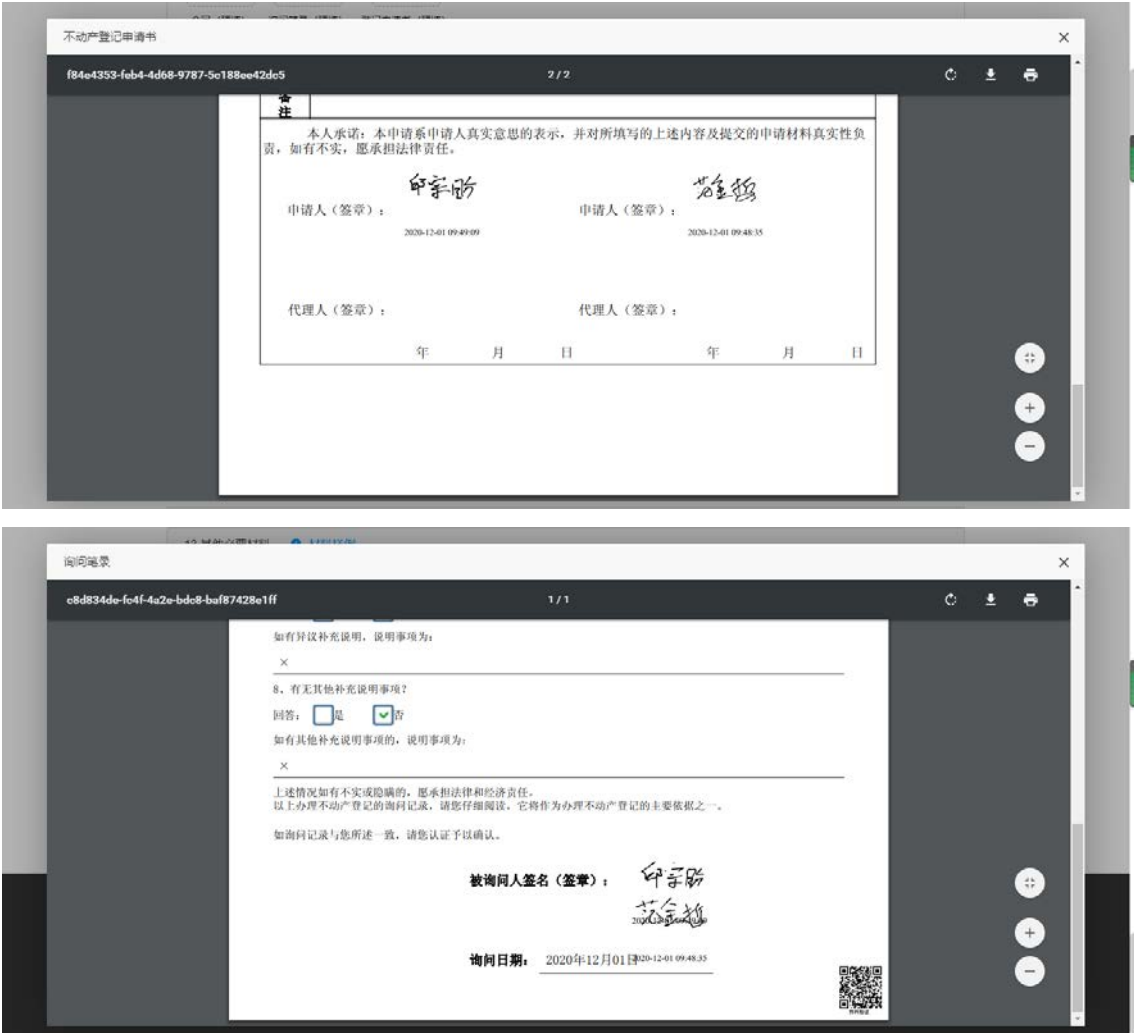 不动产登记申请书
f84e4353-feb4-4d68-9787-5c188ee42dc5
2 / 2
备注
本人承诺：本申请系申请人真实意思的表示，并对所填写的上述内容及提交的申请材料真实性负
责，如有不实，愿承担法律责任。
申请人（签章）：
申请人（签章）：
2020-12-01 09:49:09
2020-12-01 09:48:35
代理人（签章）：
代理人（签章）：
年 月 日 年 月 日
询问笔录
c8d834de-fc4f-4a2e-bdc8-baf87428e1ff
1 / 1
如有异议补充说明，说明事项为：
×
8、有无其他补充说明事项？
回答： 是 否
如有其他补充说明事项的，说明事项为：
×
上述情况如有不实或隐瞒的，愿承担法律和经济责任。
以上办理不动产登记的询问记录，请您仔细阅读，它将作为办理不动产登记的主要依据之一。
如询问记录与您所述一致，请您认证予以确认。
被询问人签名（签章）：
询问日期： 2020年12月01日 2020-12-01 09:48:35